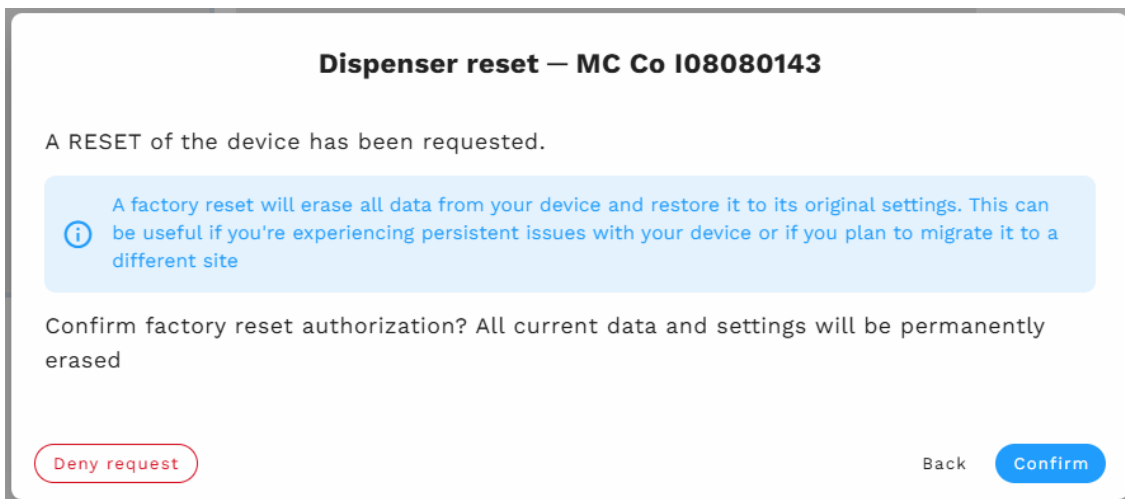 Dispenser reset — MC Co I08080143
A RESET of the device has been requested.
A factory reset will erase all data from your device and restore it to its original settings. This can
be useful if you're experiencing persistent issues with your device or if you plan to migrate it to a
different site
Confirm factory reset authorization? All current data and settings will be permanently
erased
Deny request
Back
Confirm